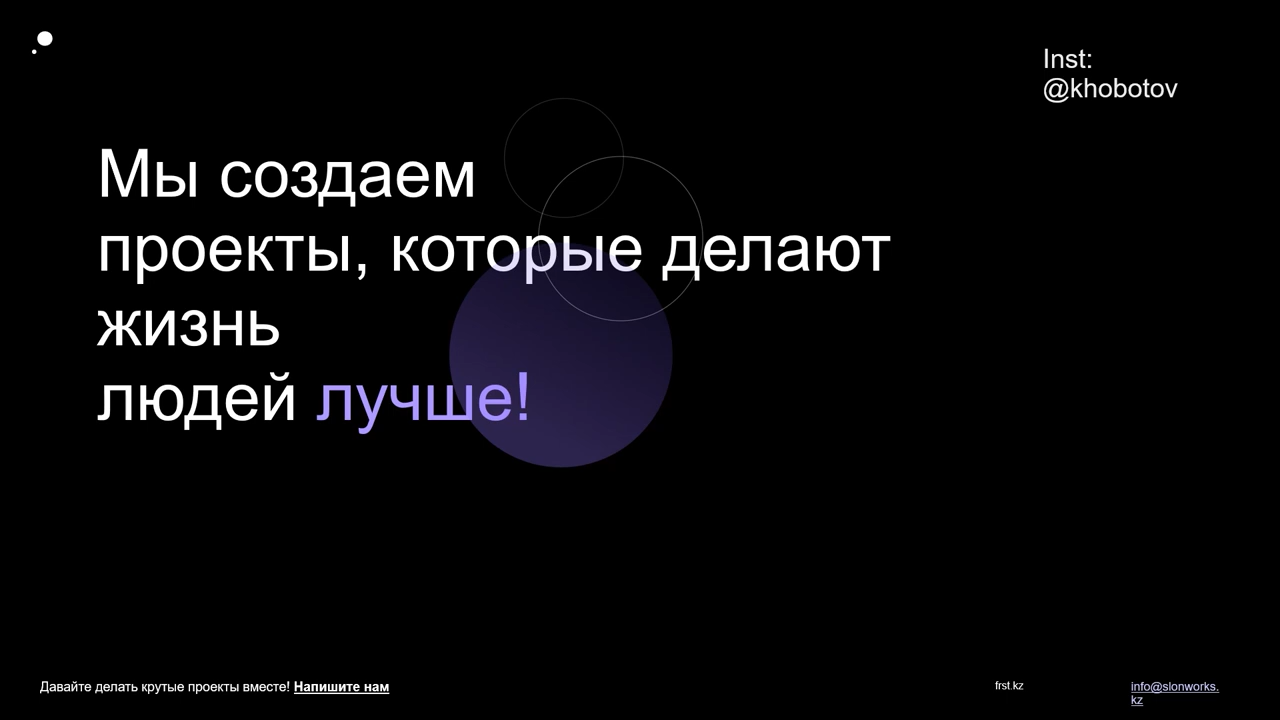 Inst:
@khobotov
Мы создаем
проекты, которые делают
жизнь
людей лучше!
Давайте делать крутые проекты вместе! Напишите нам
frst.kz
info@slonworks.
kz